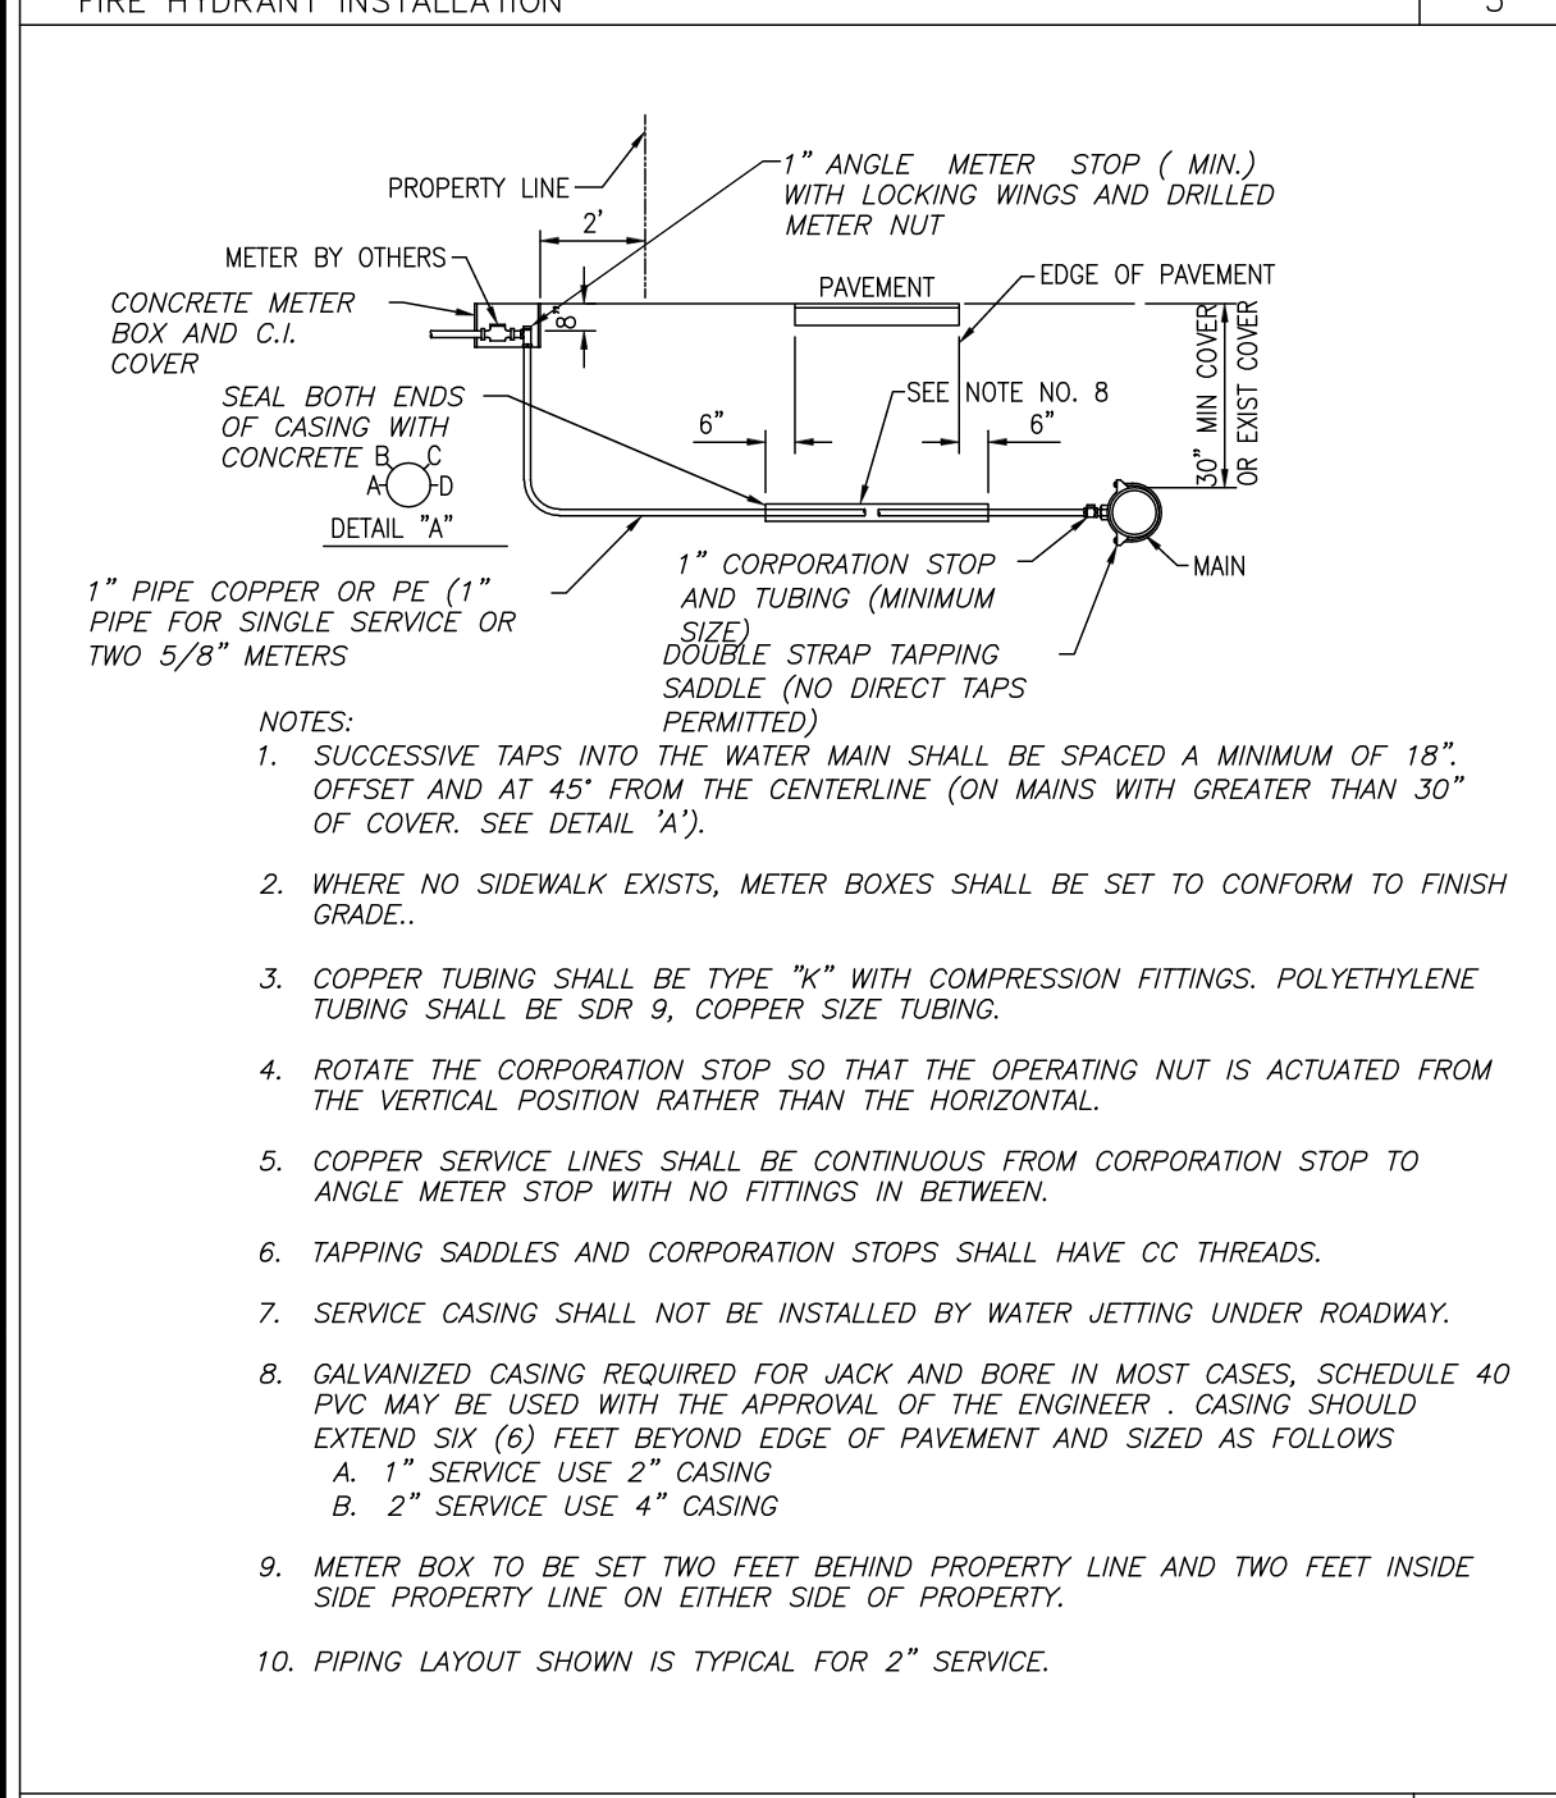 FIRE HYDRANT INSTALLATION
PROPERTY LINE
1" ANGLE METER STOP ( MIN.)
WITH LOCKING WINGS AND DRILLED
METER NUT
2'
METER BY OTHERS
CONCRETE METER
BOX AND C.I.
COVER
8"
PAVEMENT
EDGE OF PAVEMENT
30" MIN COVER
OR EXIST COVER
SEAL BOTH ENDS
OF CASING WITH
CONCRETE
SEE NOTE NO. 8
6"
6"
B C
A D
DETAIL "A"
1" PIPE COPPER OR PE (1"
PIPE FOR SINGLE SERVICE OR
TWO 5/8" METERS
1" CORPORATION STOP
AND TUBING (MINIMUM
SIZE)
MAIN
DOUBLE STRAP TAPPING
SADDLE (NO DIRECT TAPS
PERMITTED)
NOTES:
1. SUCCESSIVE TAPS INTO THE WATER MAIN SHALL BE SPACED A MINIMUM OF 18".
OFFSET AND AT 45° FROM THE CENTERLINE (ON MAINS WITH GREATER THAN 30"
OF COVER. SEE DETAIL 'A').
2. WHERE NO SIDEWALK EXISTS, METER BOXES SHALL BE SET TO CONFORM TO FINISH
GRADE..
3. COPPER TUBING SHALL BE TYPE "K" WITH COMPRESSION FITTINGS. POLYETHYLENE
TUBING SHALL BE SDR 9, COPPER SIZE TUBING.
4. ROTATE THE CORPORATION STOP SO THAT THE OPERATING NUT IS ACTUATED FROM
THE VERTICAL POSITION RATHER THAN THE HORIZONTAL.
5. COPPER SERVICE LINES SHALL BE CONTINUOUS FROM CORPORATION STOP TO
ANGLE METER STOP WITH NO FITTINGS IN BETWEEN.
6. TAPPING SADDLES AND CORPORATION STOPS SHALL HAVE CC THREADS.
7. SERVICE CASING SHALL NOT BE INSTALLED BY WATER JETTING UNDER ROADWAY.
8. GALVANIZED CASING REQUIRED FOR JACK AND BORE IN MOST CASES, SCHEDULE 40
PVC MAY BE USED WITH THE APPROVAL OF THE ENGINEER . CASING SHOULD
EXTEND SIX (6) FEET BEYOND EDGE OF PAVEMENT AND SIZED AS FOLLOWS
A. 1" SERVICE USE 2" CASING
B. 2" SERVICE USE 4" CASING
9. METER BOX TO BE SET TWO FEET BEHIND PROPERTY LINE AND TWO FEET INSIDE
SIDE PROPERTY LINE ON EITHER SIDE OF PROPERTY.
10. PIPING LAYOUT SHOWN IS TYPICAL FOR 2" SERVICE.